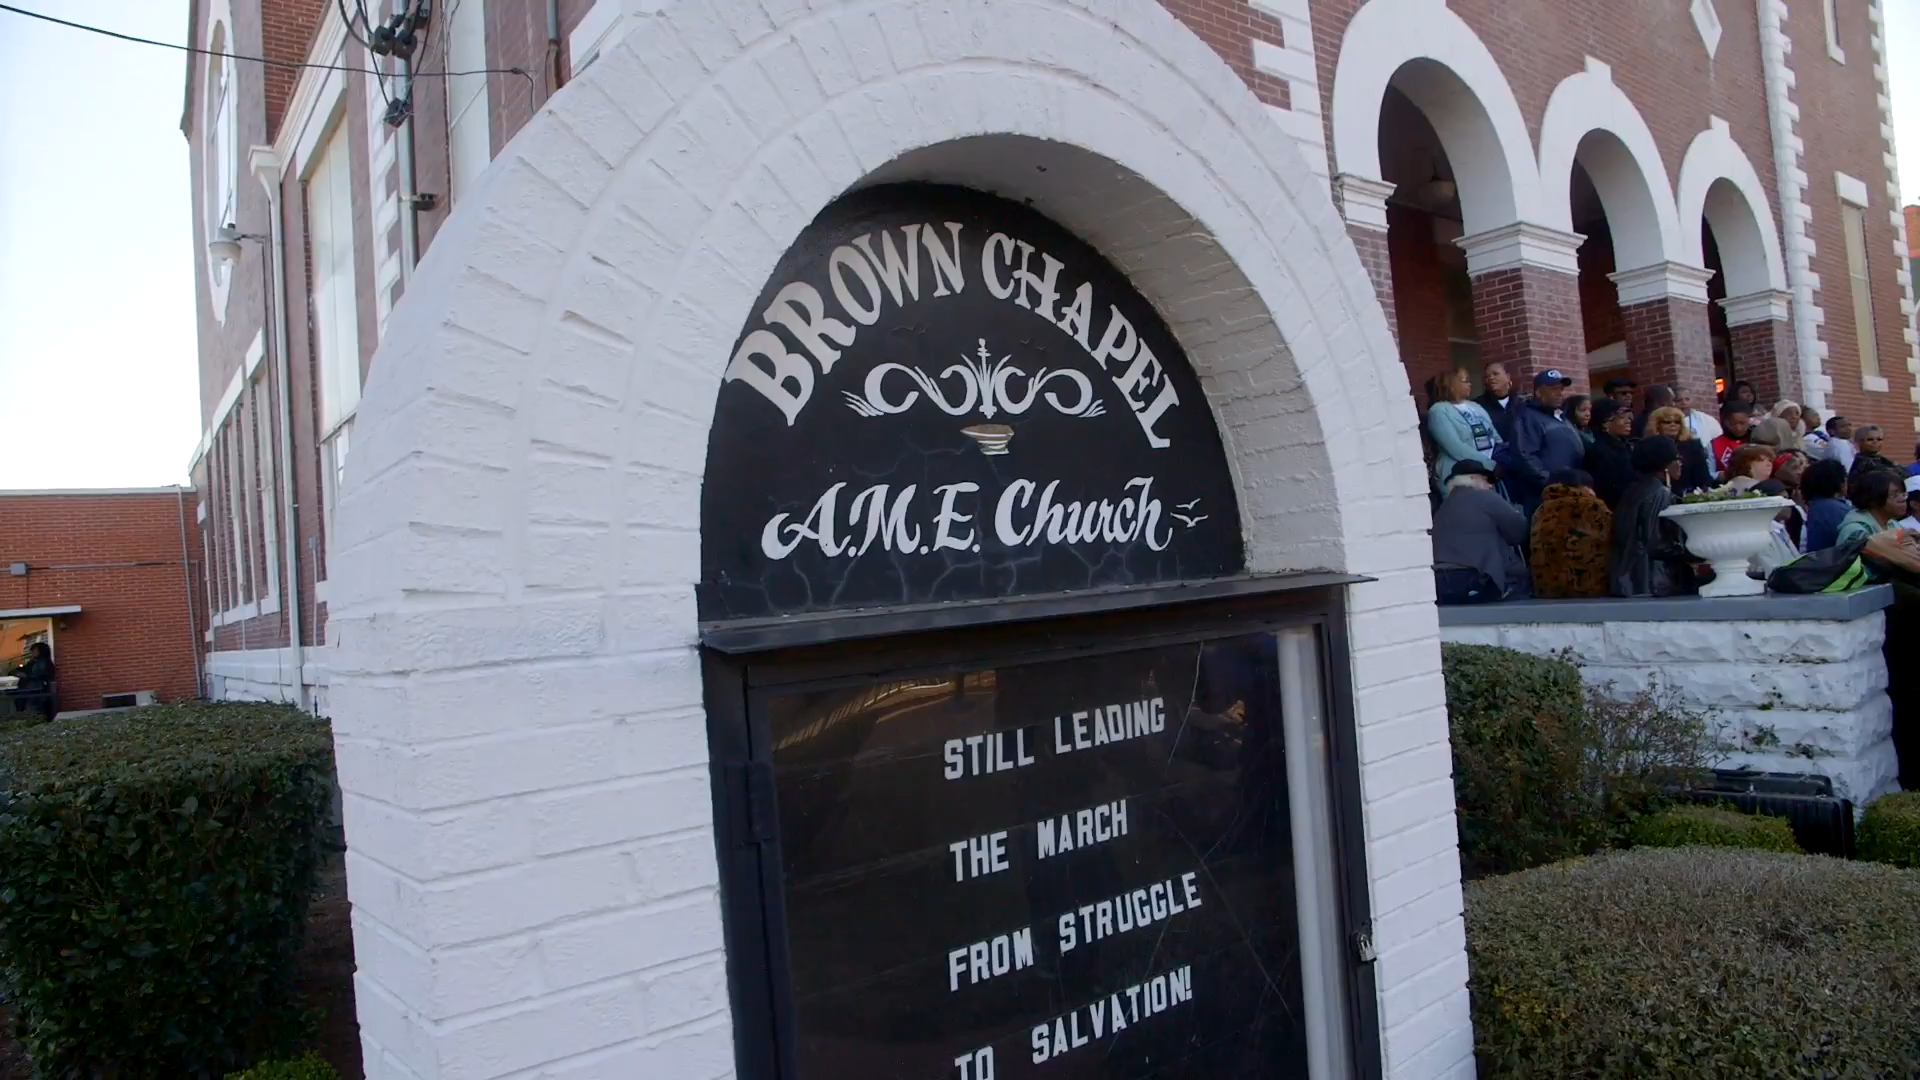 BROWN CHAPEL
A.M.E. Church
STILL LEADING
THE MARCH
FROM STRUGGLE
TO SALVATION!